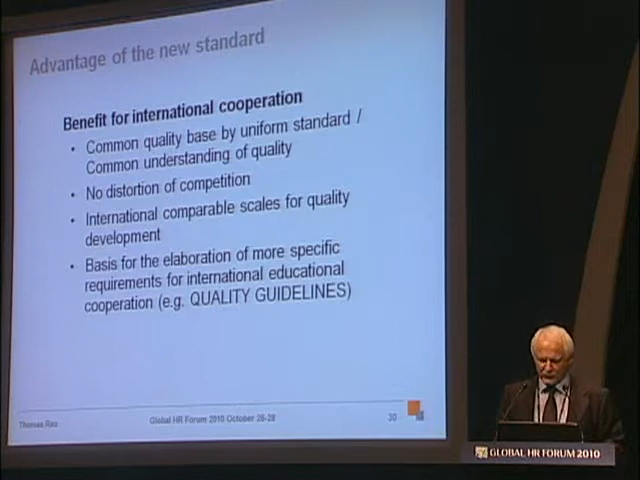 Advantage of the new standard
Benefit for international cooperation
• Common quality base by uniform standard /
Common understanding of quality
• No distortion of competition
• International comparable scales for quality
development
• Basis for the elaboration of more specific
requirements for international educational
cooperation (e.g. QUALITY GUIDELINES)
Thomas Rau
Global HR Forum 2010 October 26-28
30
GLOBAL HR FORUM 2010